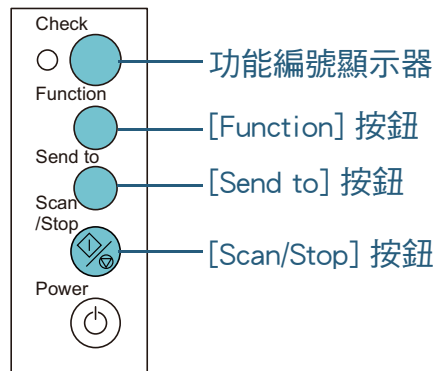 Check
功能編號顯示器
Function
[Function] 按鈕
Send to
[Send to] 按鈕
Scan
/Stop
[Scan/Stop] 按鈕
Power